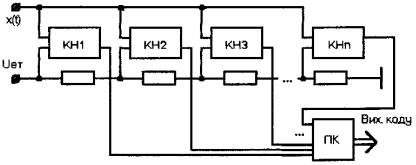 x(t)
КН1
КН2
КН3
КНn
Uет
...
Вих. коду
...
ПК